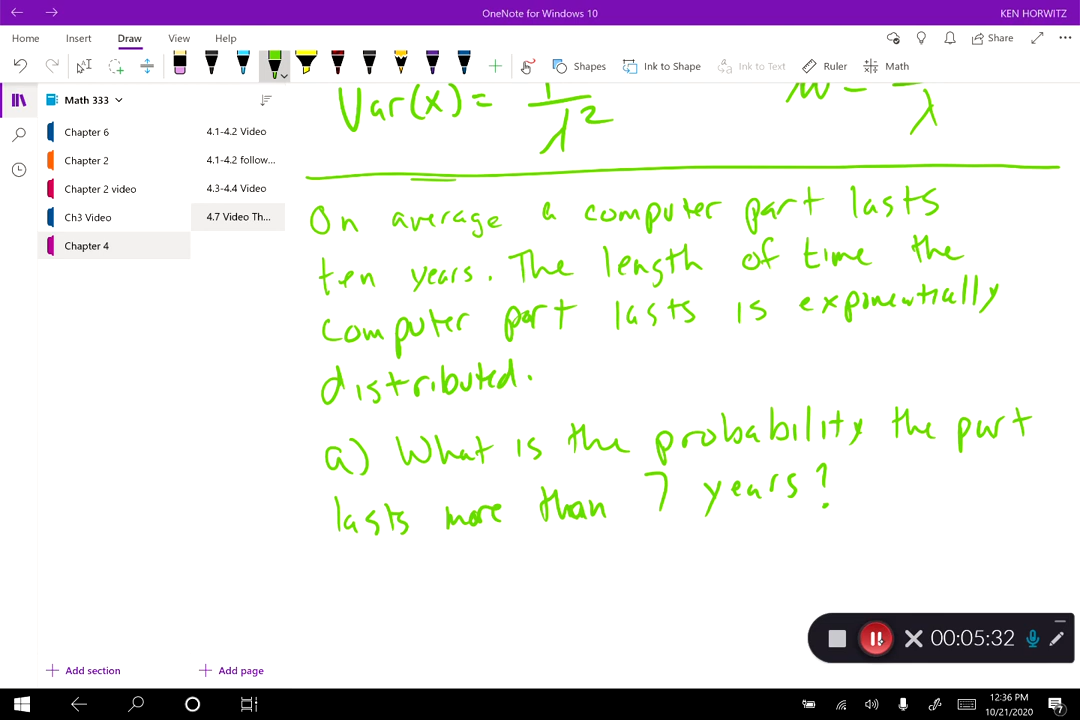 OneNote for Windows 10
KEN HORWITZ
Home Insert Draw View Help
Share
Shapes Ink to Shape Ink to Text Ruler Math
Math 333
Chapter 6
Chapter 2
Chapter 2 video
Ch3 Video
Chapter 4
4.1-4.2 Video
4.1-4.2 follow...
4.3-4.4 Video
4.7 Video Th...
Var(x) = 1/λ²
On average a computer part lasts
ten years. The length of time the
computer part lasts is exponentially
distributed.
a) What is the probability the part
lasts more than 7 years?
00:05:32
Add section
Add page
12:36 PM
10/21/2020
7